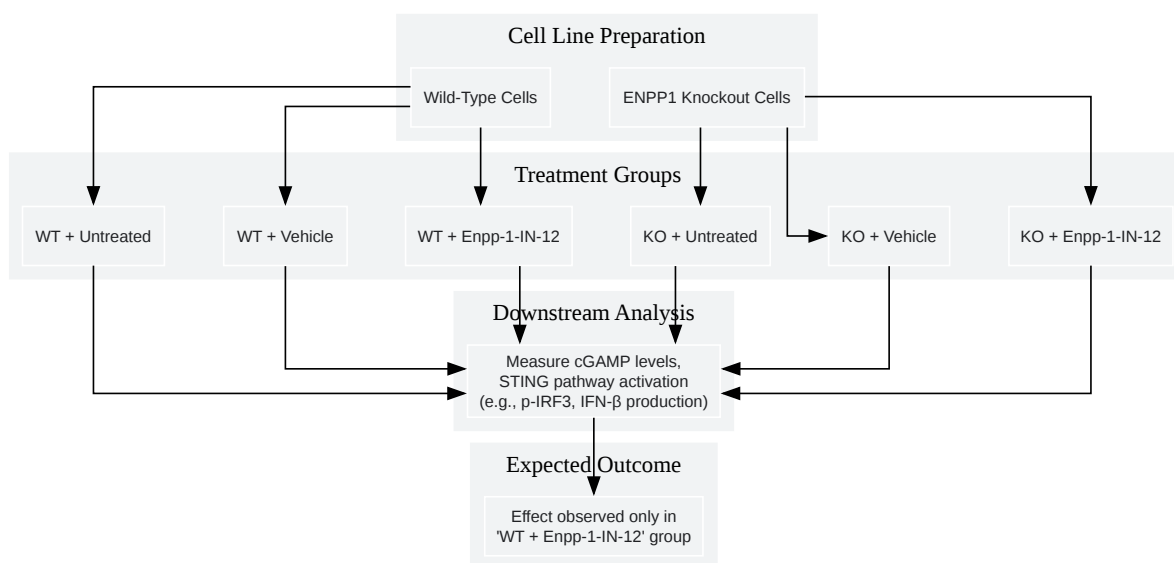 Cell Line Preparation
Wild-Type Cells
ENPP1 Knockout Cells
Treatment Groups
WT + Untreated
WT + Vehicle
WT + Enpp-1-IN-12
KO + Untreated
KO + Vehicle
KO + Enpp-1-IN-12
Downstream Analysis
Measure cGAMP levels,
STING pathway activation
(e.g., p-IRF3, IFN-β production)
Expected Outcome
Effect observed only in
'WT + Enpp-1-IN-12' group